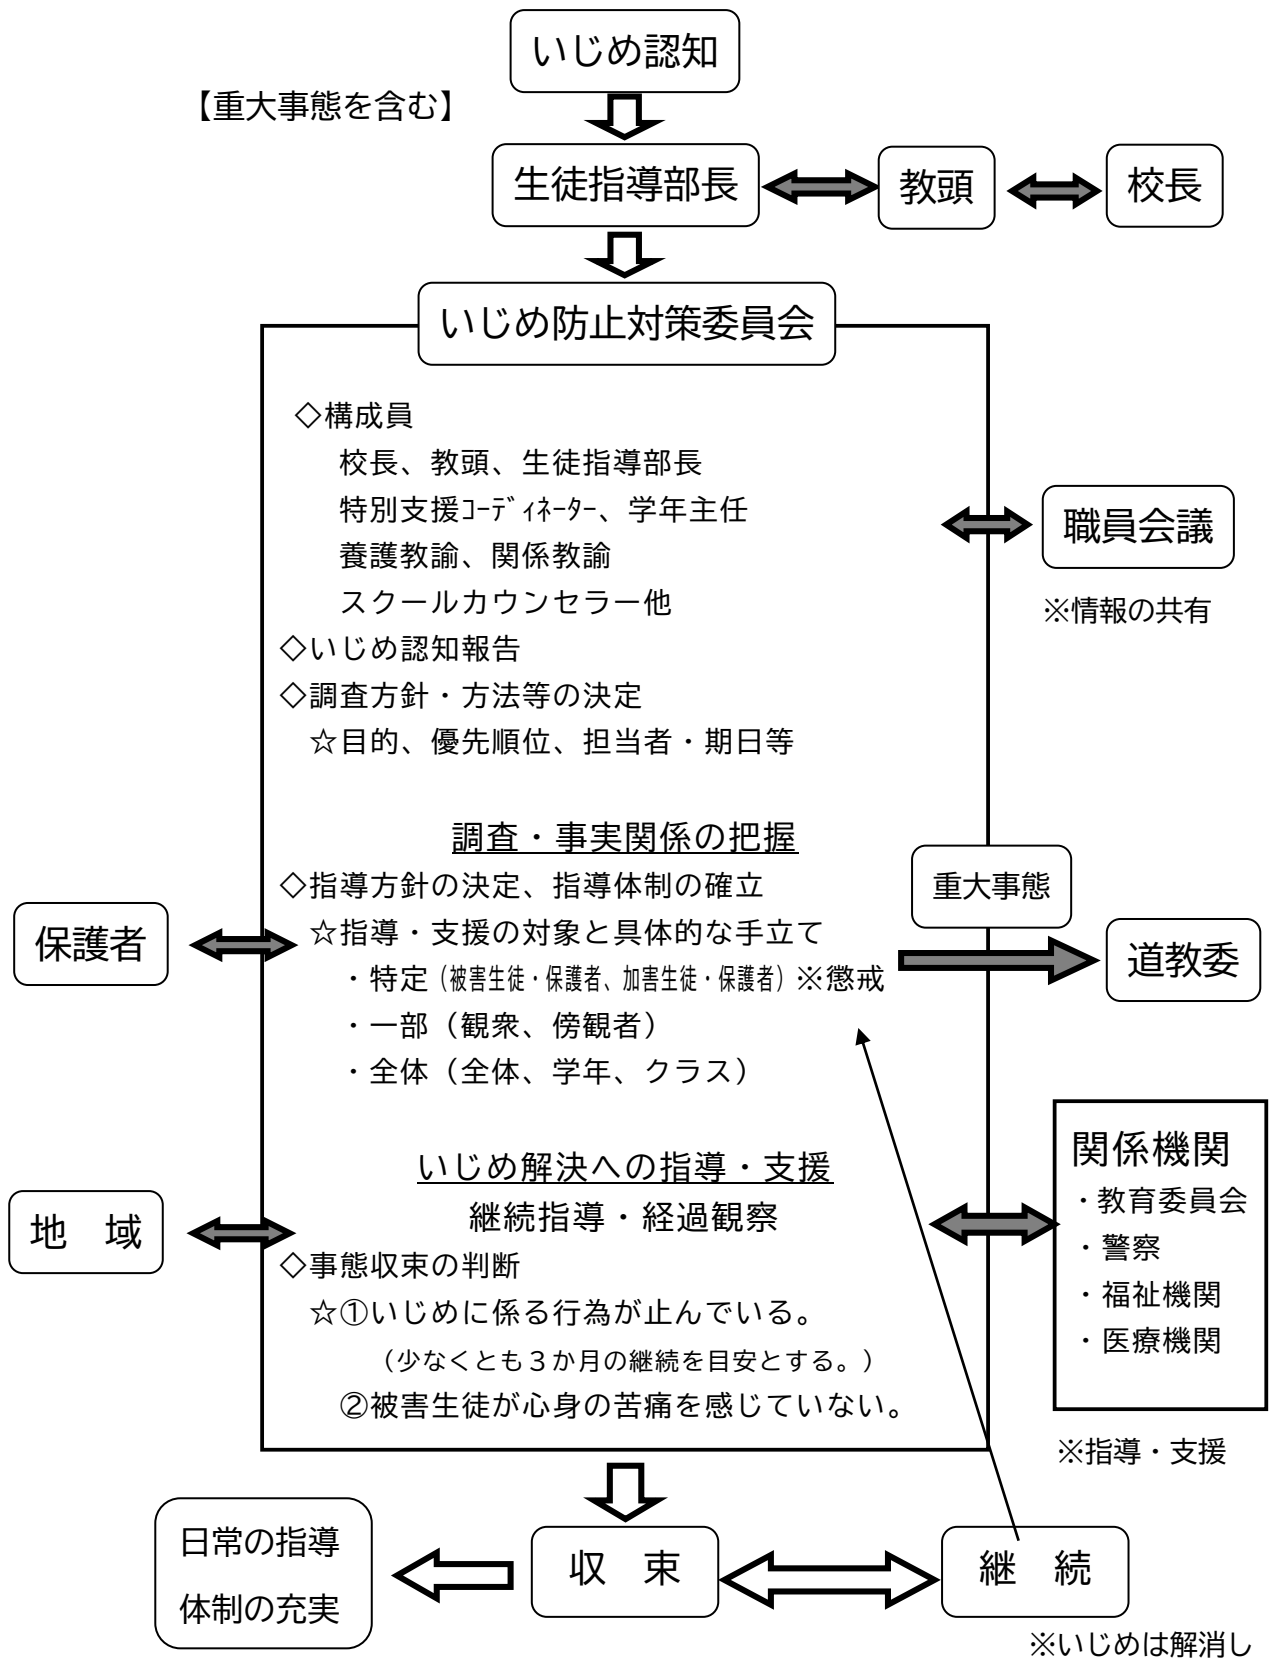 いじめ認知
【重大事態を含む】
生徒指導部長
教頭
校長
いじめ防止対策委員会
◇構成員
校長、教頭、生徒指導部長
特別支援ｺｰﾃﾞｨﾈｰﾀｰ、学年主任
養護教諭、関係教諭
スクールカウンセラー他
職員会議
※情報の共有
◇いじめ認知報告
◇調査方針・方法等の決定
☆目的、優先順位、担当者・期日等
調査・事実関係の把握
◇指導方針の決定、指導体制の確立
重大事態
保護者
☆指導・支援の対象と具体的な手立て
道教委
・特定（被害生徒・保護者、加害生徒・保護者）※懲戒
・一部（観衆、傍観者）
・全体（全体、学年、クラス）
いじめ解決への指導・支援
継続指導・経過観察
地　域
関係機関
・教育委員会
・警察
・福祉機関
・医療機関
※指導・支援
◇事態収束の判断
☆①いじめに係る行為が止んでいる。
（少なくとも３か月の継続を目安とする。）
②被害生徒が心身の苦痛を感じていない。
日常の指導
体制の充実
収　束
継　続
※いじめは解消し